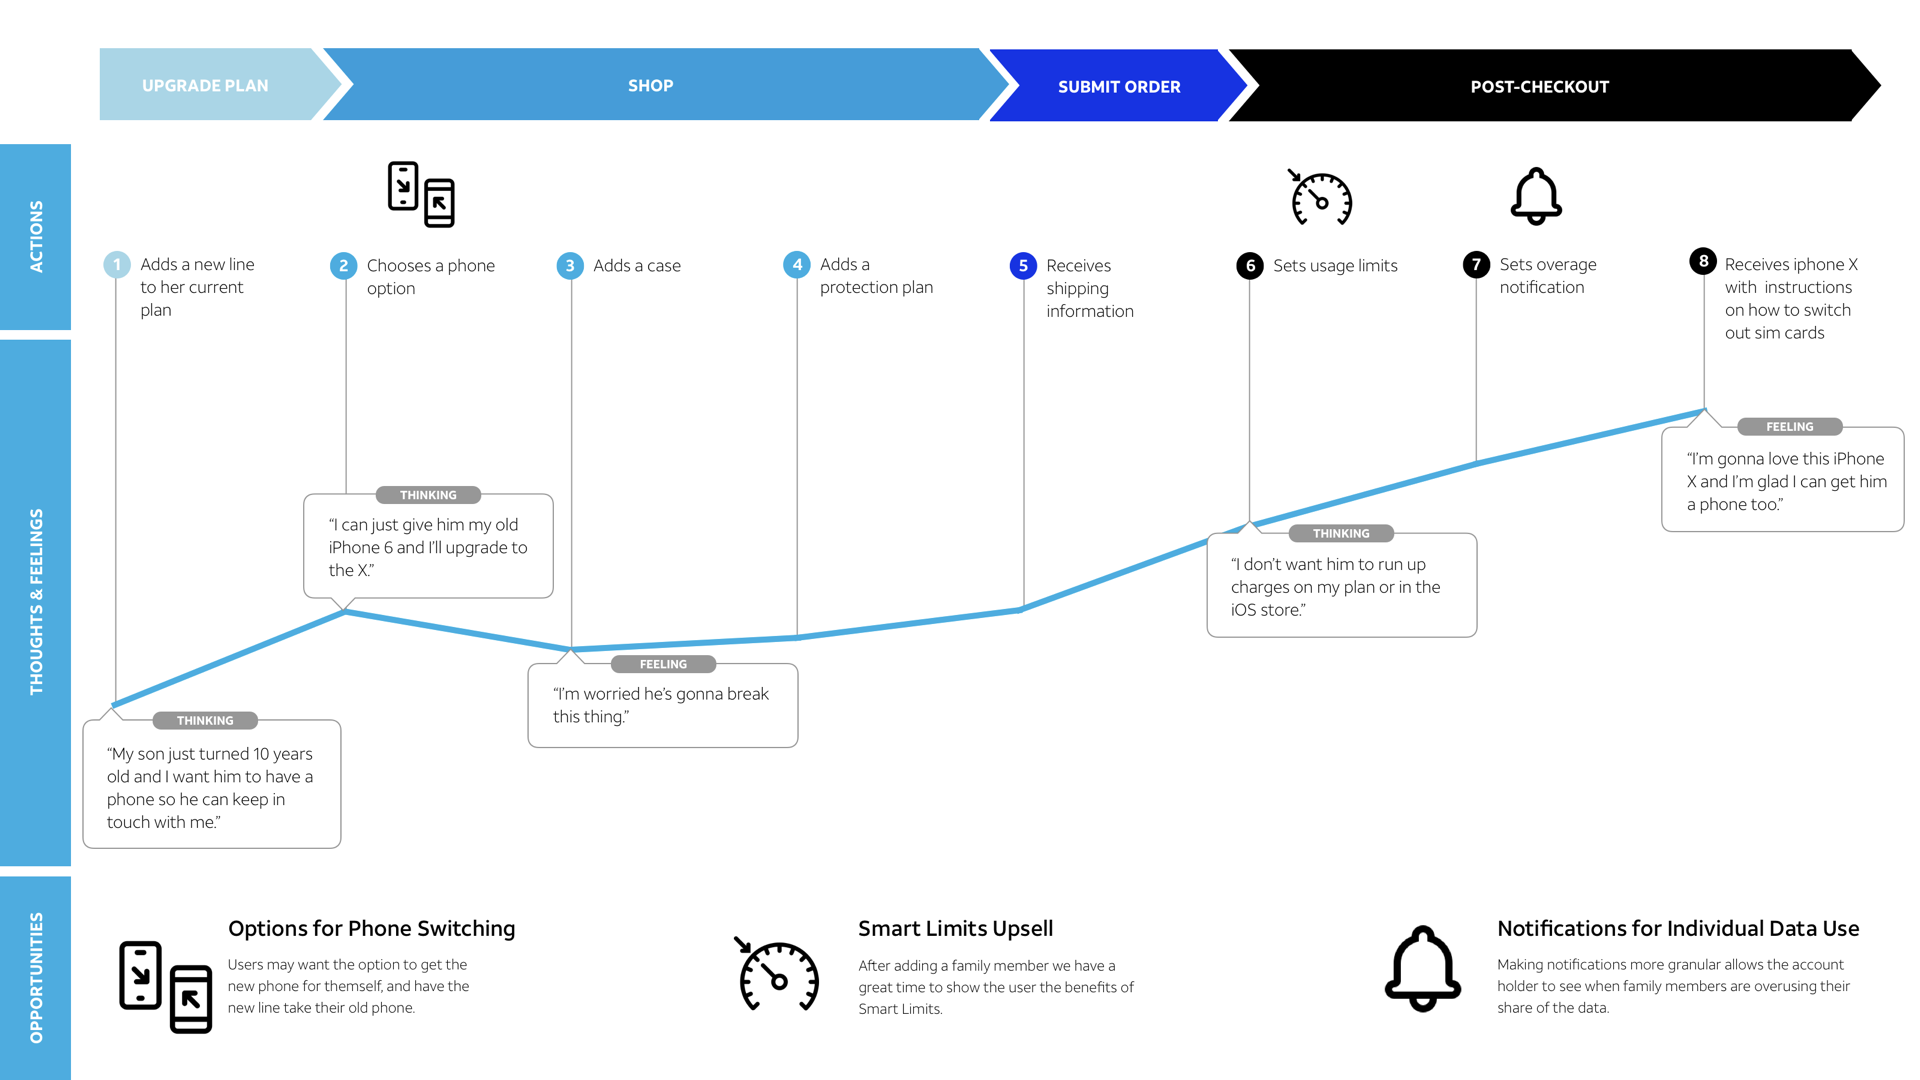 UPGRADE PLAN
SHOP
SUBMIT ORDER
POST-CHECKOUT
ACTIONS
1
Adds a new line
to her current
plan
2
Chooses a phone
option
3
Adds a case
4
Adds a
protection plan
5
Receives
shipping
information
6
Sets usage limits
7
Sets overage
notification
8
Receives iphone X
with  instructions
on how to switch
out sim cards
THOUGHTS & FEELINGS
THINKING
“My son just turned 10 years
old and I want him to have a
phone so he can keep in
touch with me.”
THINKING
“I can just give him my old
iPhone 6 and I’ll upgrade to
the X.”
FEELING
“I’m worried he’s gonna break
this thing.”
THINKING
“I don’t want him to run up
charges on my plan or in the
iOS store.”
FEELING
“I’m gonna love this iPhone
X and I’m glad I can get him
a phone too.”
OPPORTUNITIES
Options for Phone Switching
Users may want the option to get the
new phone for themself, and have the
new line take their old phone.
Smart Limits Upsell
After adding a family member we have a
great time to show the user the benefits of
Smart Limits.
Notifications for Individual Data Use
Making notifications more granular allows the account
holder to see when family members are overusing their
share of the data.